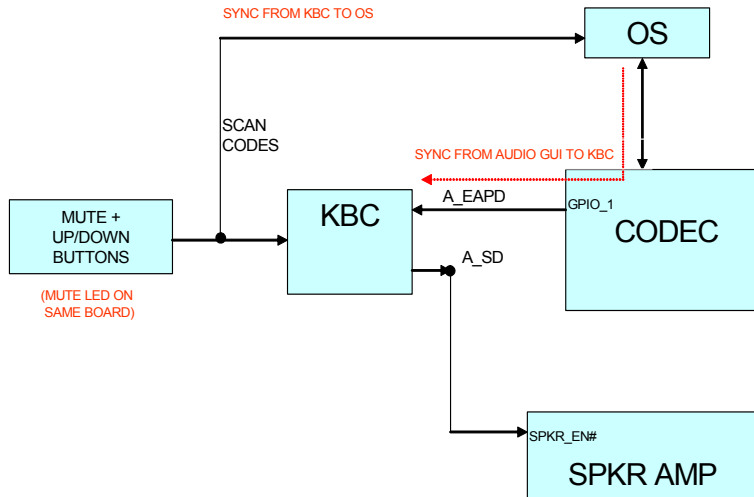 SYNC FROM KBC TO OS
OS
SCAN
CODES
SYNC FROM AUDIO GUI TO KBC
MUTE +
UP/DOWN
BUTTONS
KBC
A_EAPD
GPIO_1
CODEC
A_SD
(MUTE LED ON
SAME BOARD)
SPKR_EN#
SPKR AMP